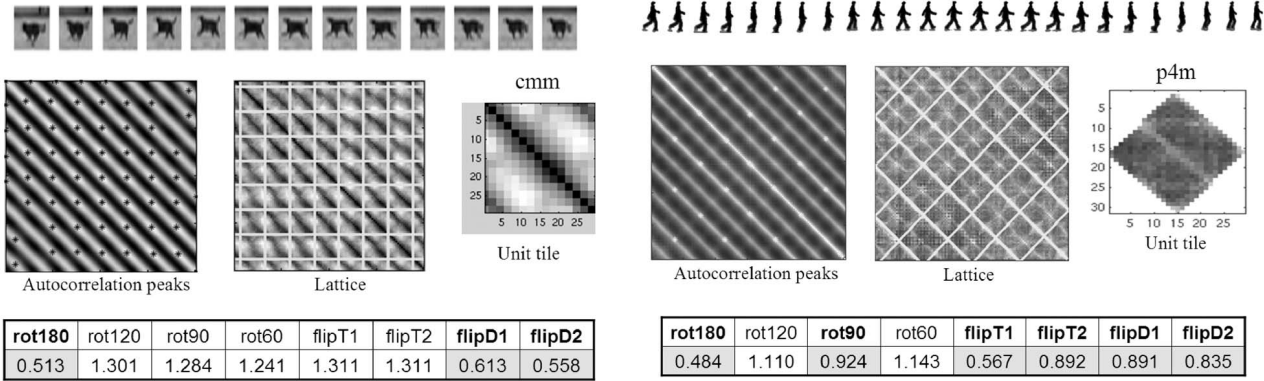 cmm
5
10
15
20
25
5 10 15 20 25
Unit tile
Autocorrelation peaks
Lattice
rot180 rot120 rot90 rot60 flipT1 flipT2 flipD1 flipD2
0.513 1.301 1.284 1.241 1.311 1.311 0.613 0.558
p4m
5
10
15
20
25
30
5 10 15 20 25
Unit tile
Autocorrelation peaks
Lattice
rot180 rot120 rot90 rot60 flipT1 flipT2 flipD1 flipD2
0.484 1.110 0.924 1.143 0.567 0.892 0.891 0.835